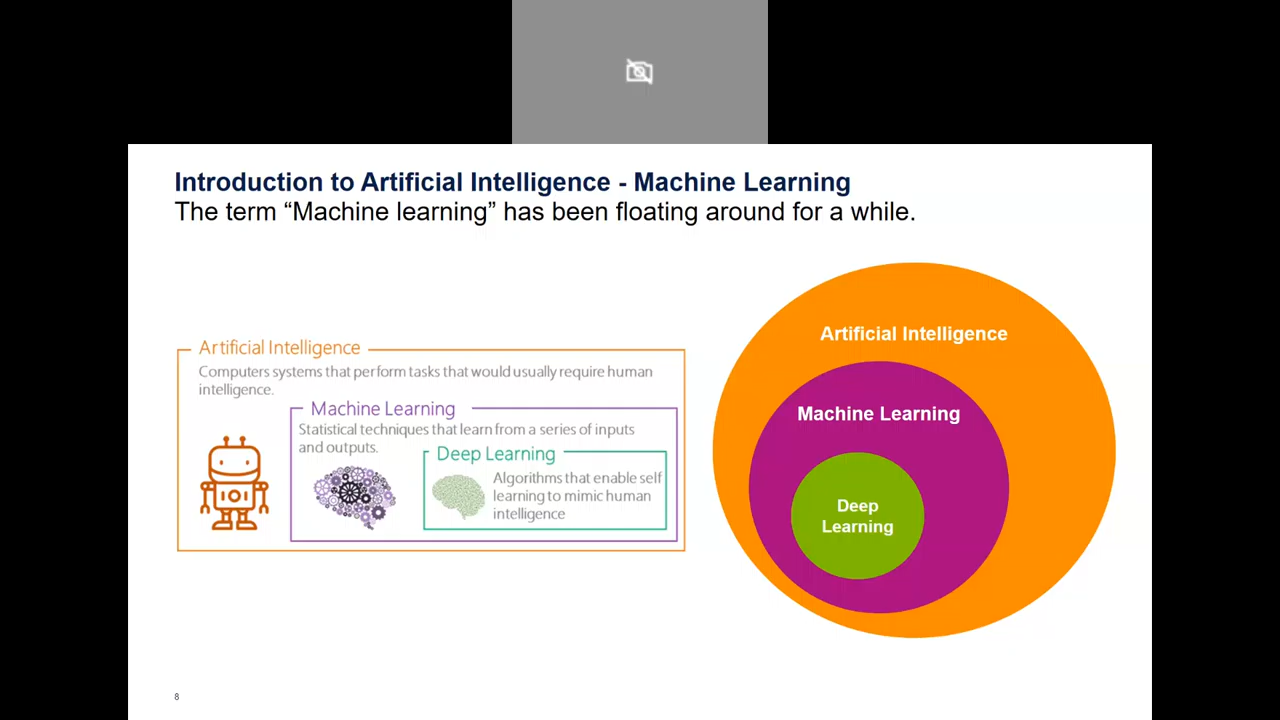 Introduction to Artificial Intelligence - Machine Learning
The term “Machine learning” has been floating around for a while.
Artificial Intelligence
Computers systems that perform tasks that would usually require human
intelligence.
Machine Learning
Statistical techniques that learn from a series of inputs
and outputs.
Deep Learning
Algorithms that enable self
learning to mimic human
intelligence
Artificial Intelligence
Machine Learning
Deep
Learning
8